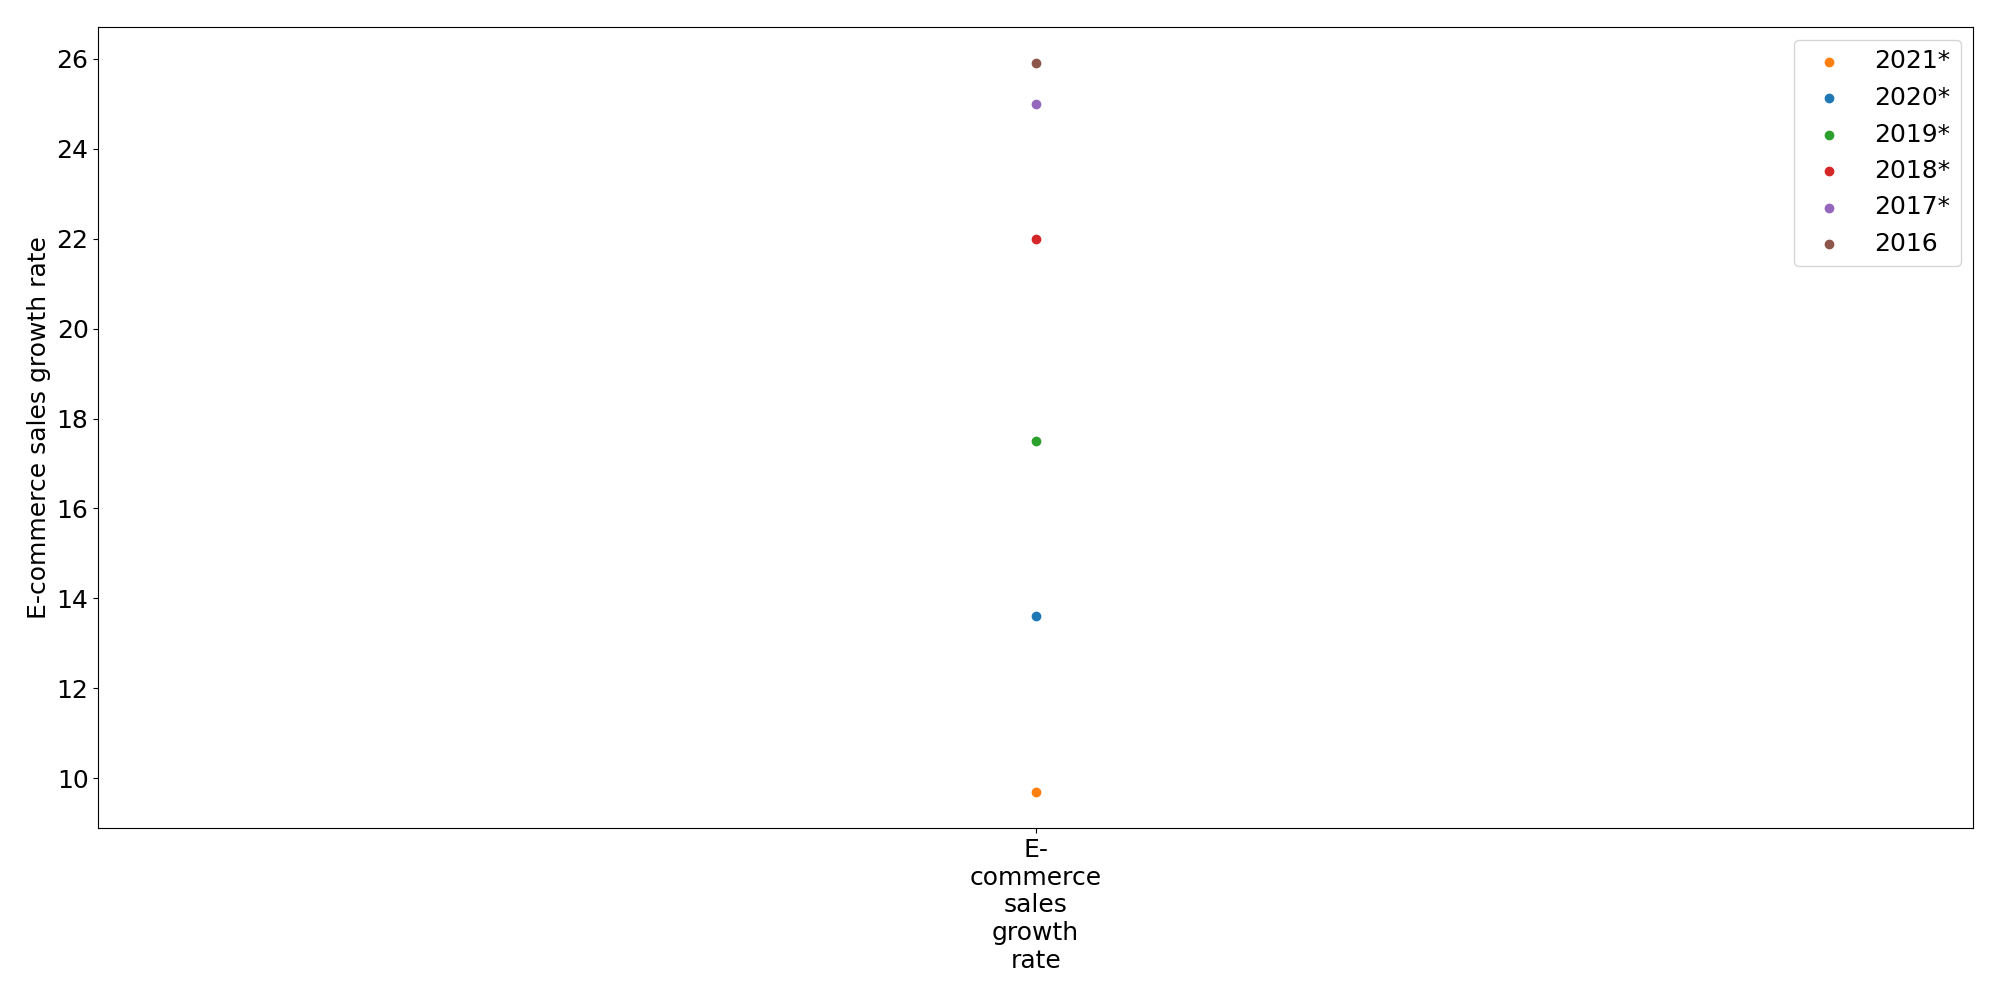 E-commerce sales growth rate
26
24
22
20
18
16
14
12
10
E-
commerce
sales
growth
rate
2021*
2020*
2019*
2018*
2017*
2016